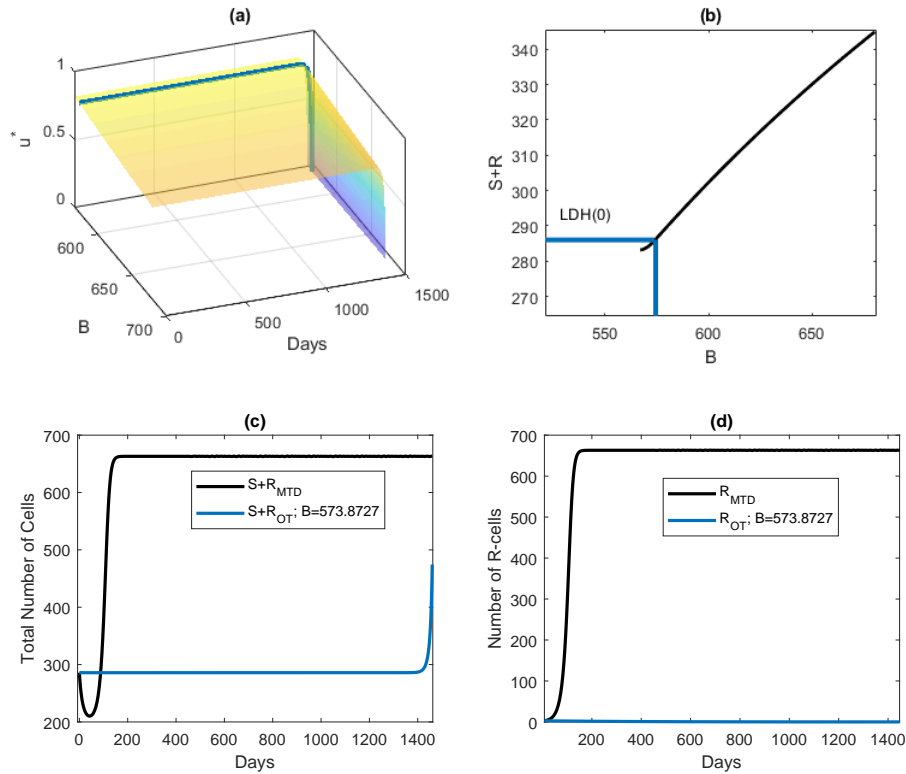 (a)
1
0.5
0
u*
600
650
700
B
0
500
1000
1500
Days
(b)
340
330
320
310
300
290
280
270
S+R
LDH(0)
550
600
650
B
(c)
700
600
500
400
300
200
Total Number of Cells
S+R_MTD
S+R_OT; B=573.8727
0
200
400
600
800
1000
1200
1400
Days
(d)
700
600
500
400
300
200
100
0
Number of R-cells
R_MTD
R_OT; B=573.8727
200
400
600
800
1000
1200
1400
Days